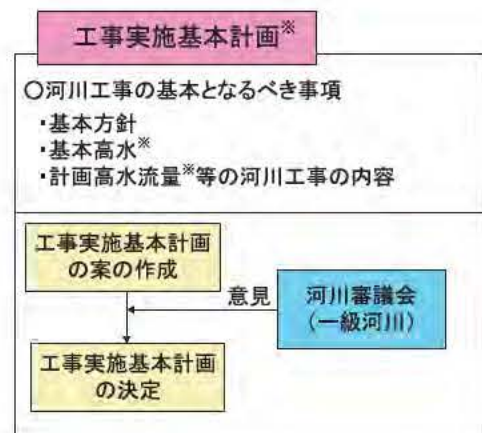 工事実施基本計画※
〇河川工事の基本となるべき事項
・基本方針
・基本高水※
・計画高水流量※等の河川工事の内容
工事実施基本計画
の案の作成
意見
河川審議会
(一級河川)
工事実施基本計画
の決定